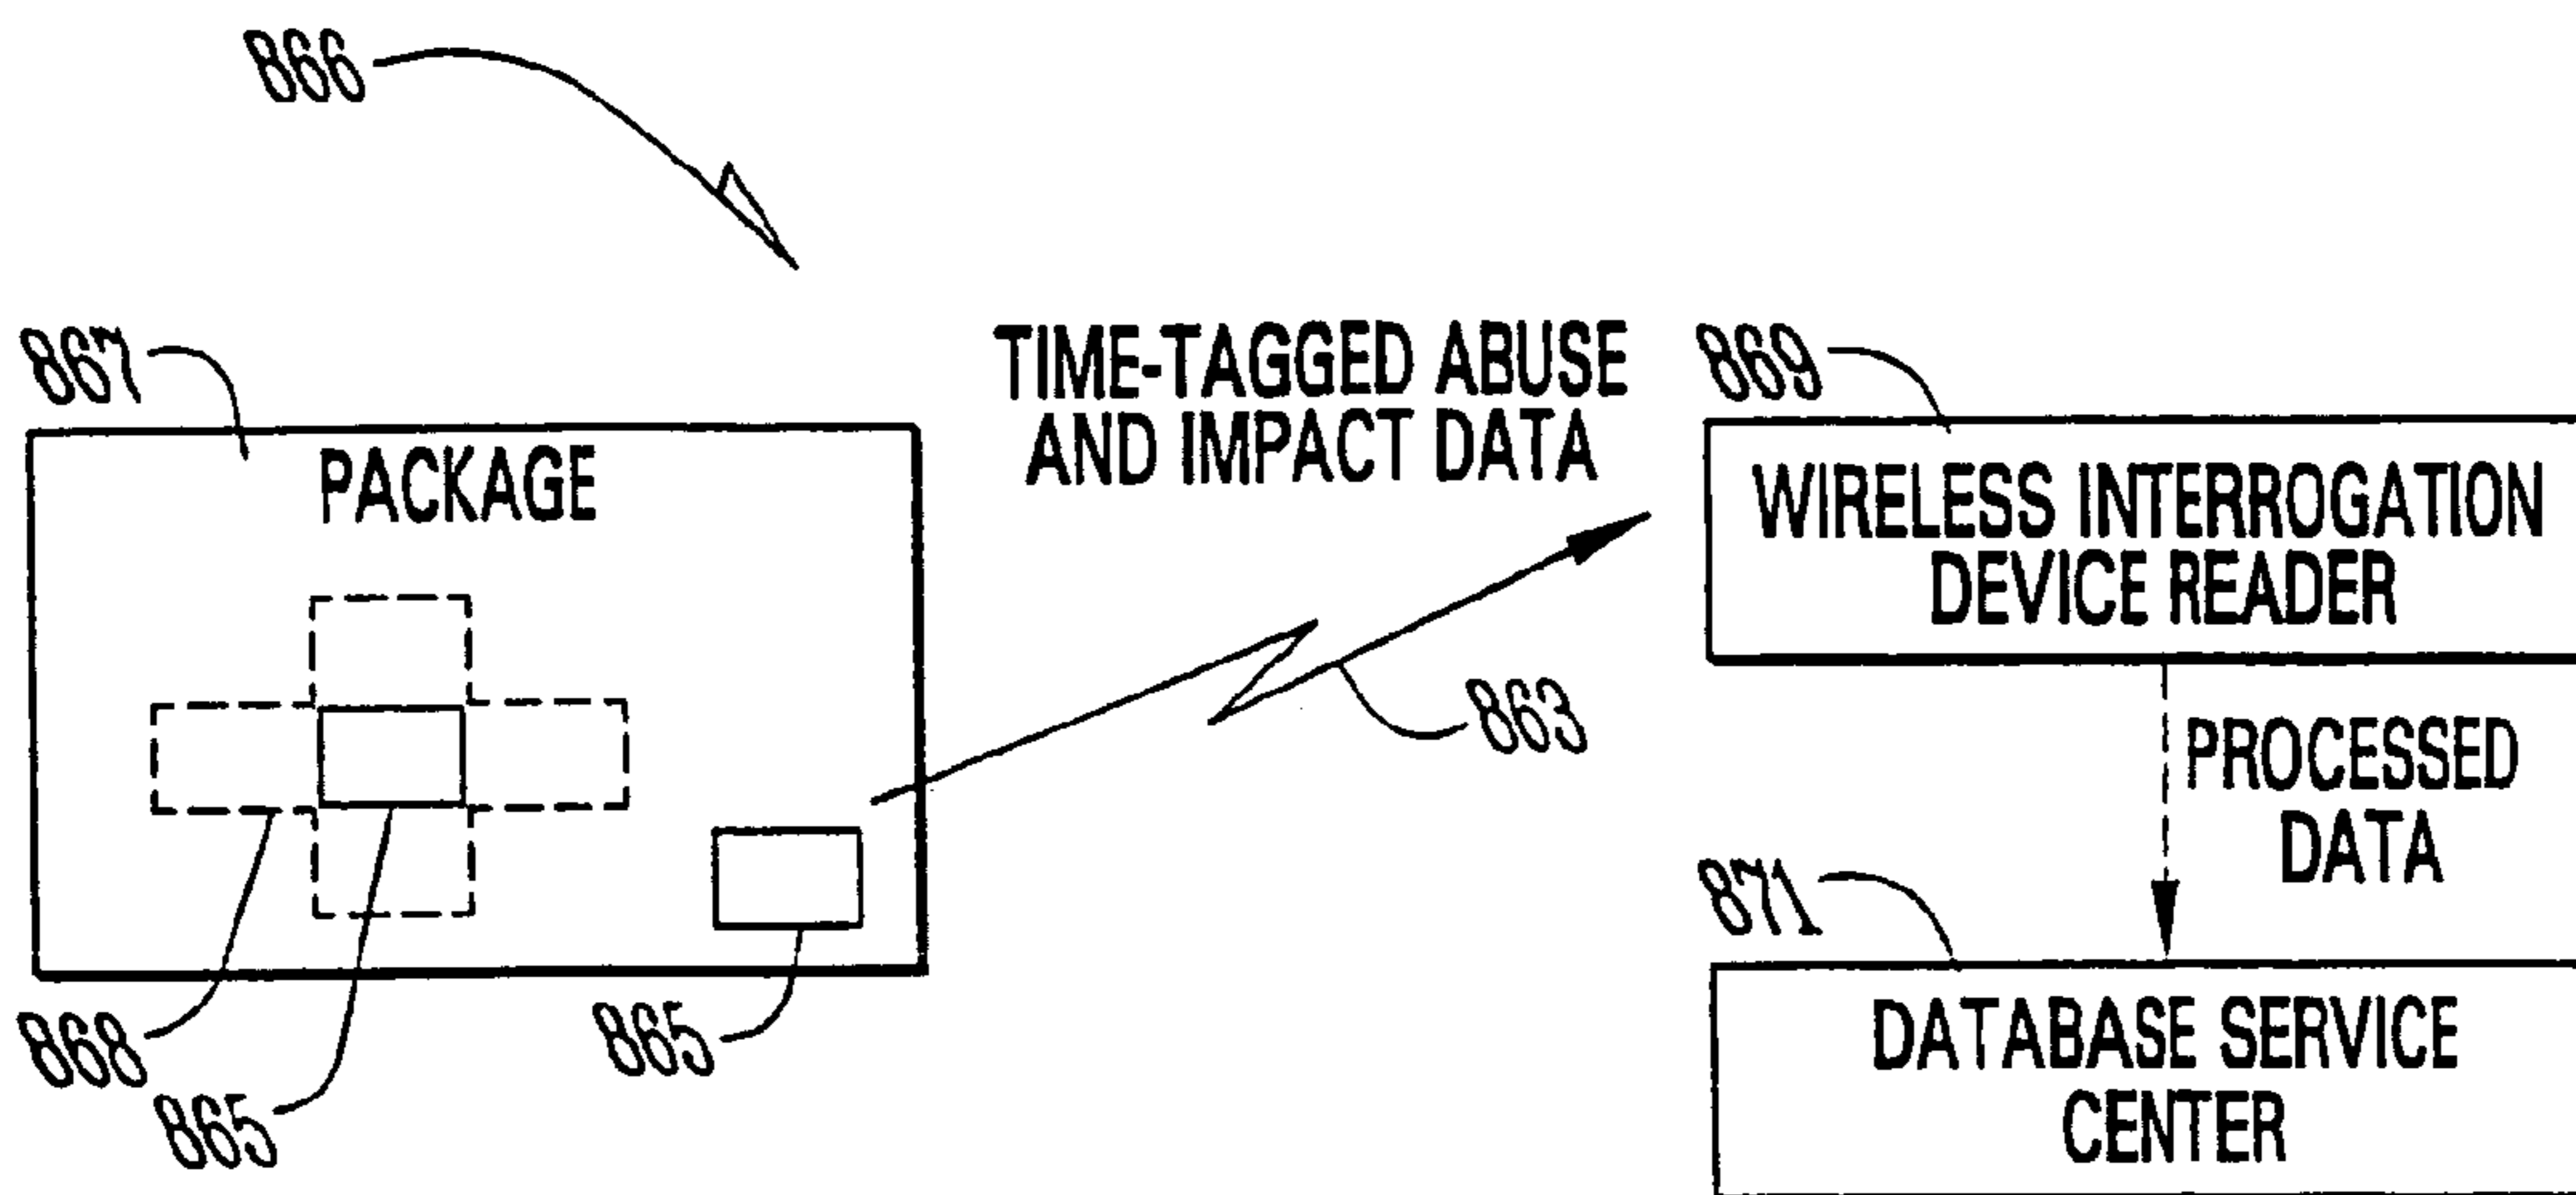 866
867
PACKAGE
TIME-TAGGED ABUSE
AND IMPACT DATA
869
WIRELESS INTERROGATION
DEVICE READER
863
PROCESSED
DATA
871
DATABASE SERVICE
CENTER
868
865
865